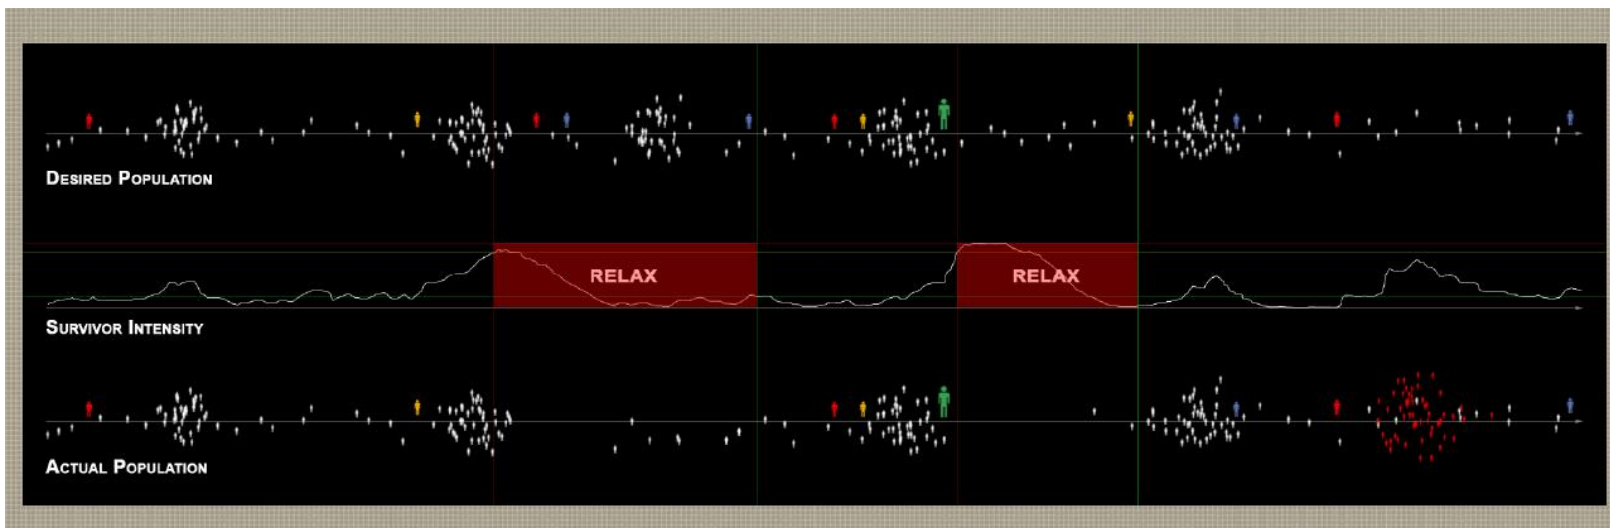 DESIRED POPULATION
RELAX
RELAX
SURVIVOR INTENSITY
ACTUAL POPULATION